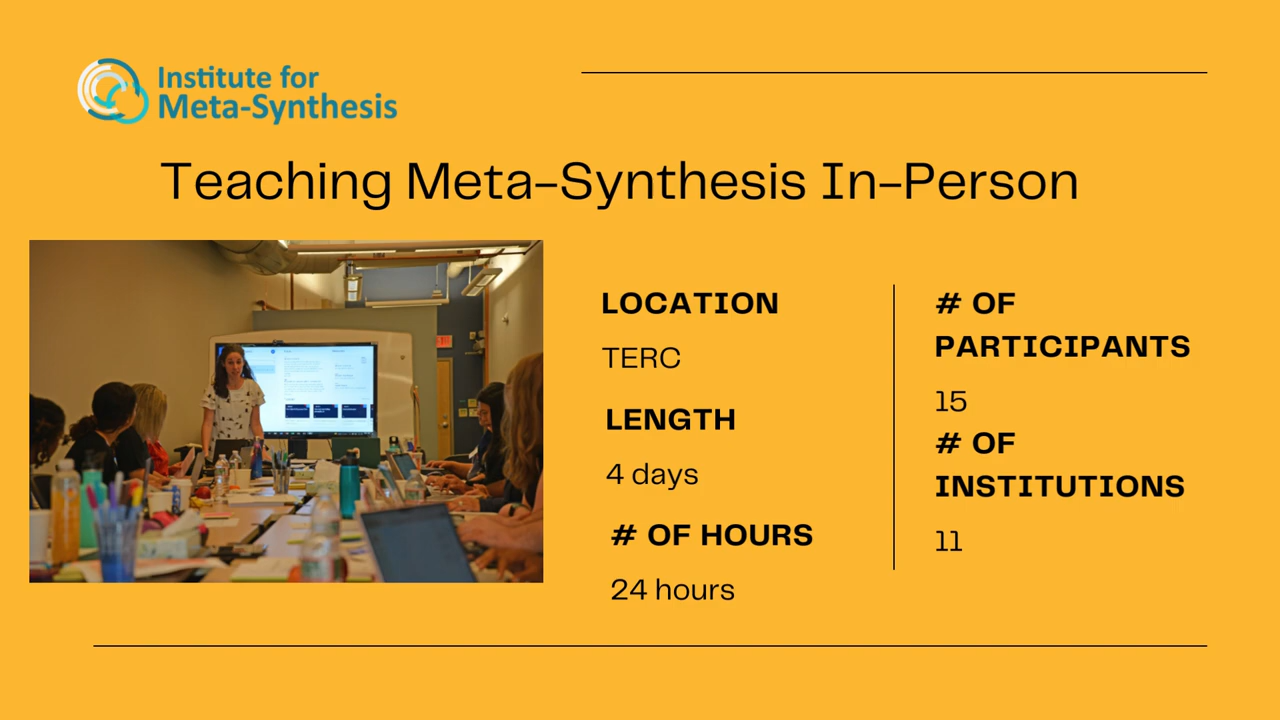 Institute for
Meta-Synthesis
Teaching Meta-Synthesis In-Person
LOCATION
TERC
LENGTH
4 days
# OF HOURS
24 hours
# OF
PARTICIPANTS
15
# OF
INSTITUTIONS
11